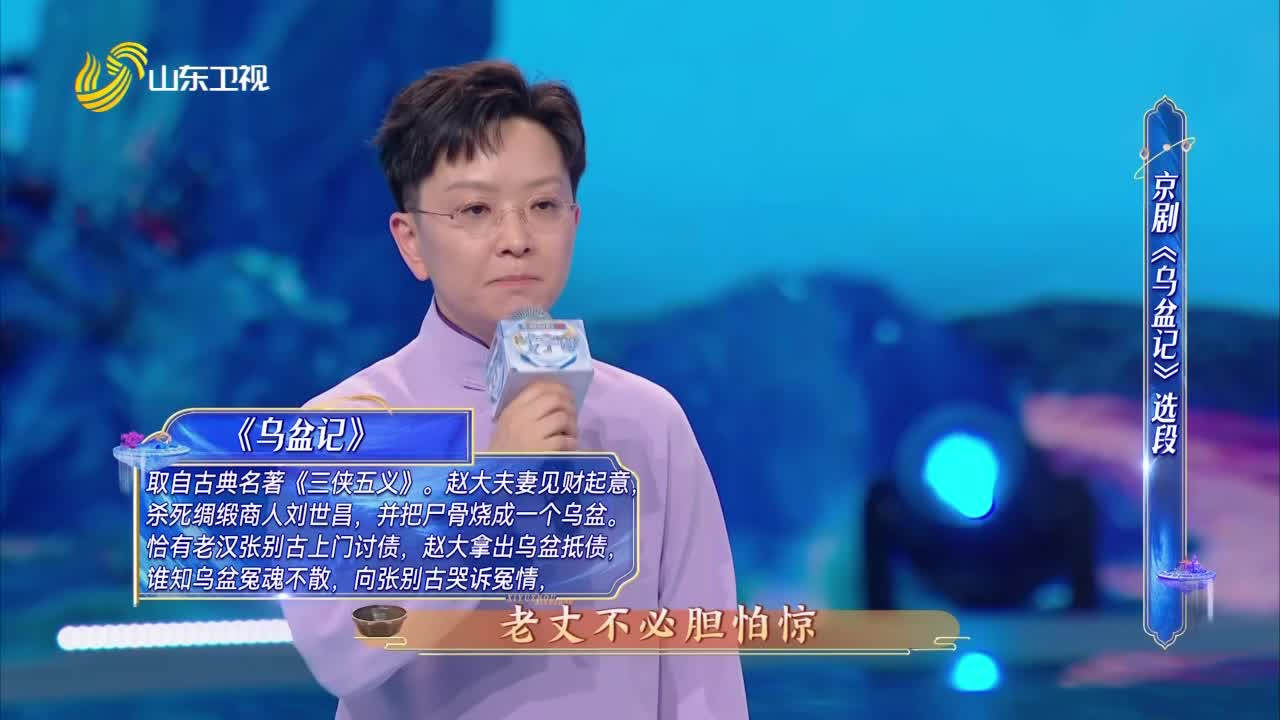 山东卫视
京剧《乌盆记》选段
《乌盆记》
取自古典名著《三侠五义》。赵大夫妻见财起意，
杀死绸缎商人刘世昌，并把尸骨烧成一个乌盆。
恰有老汉张别古上门讨债，赵大拿出乌盆抵债，
谁知乌盆冤魂不散，向张别古哭诉冤情，
老丈不必胆怕惊